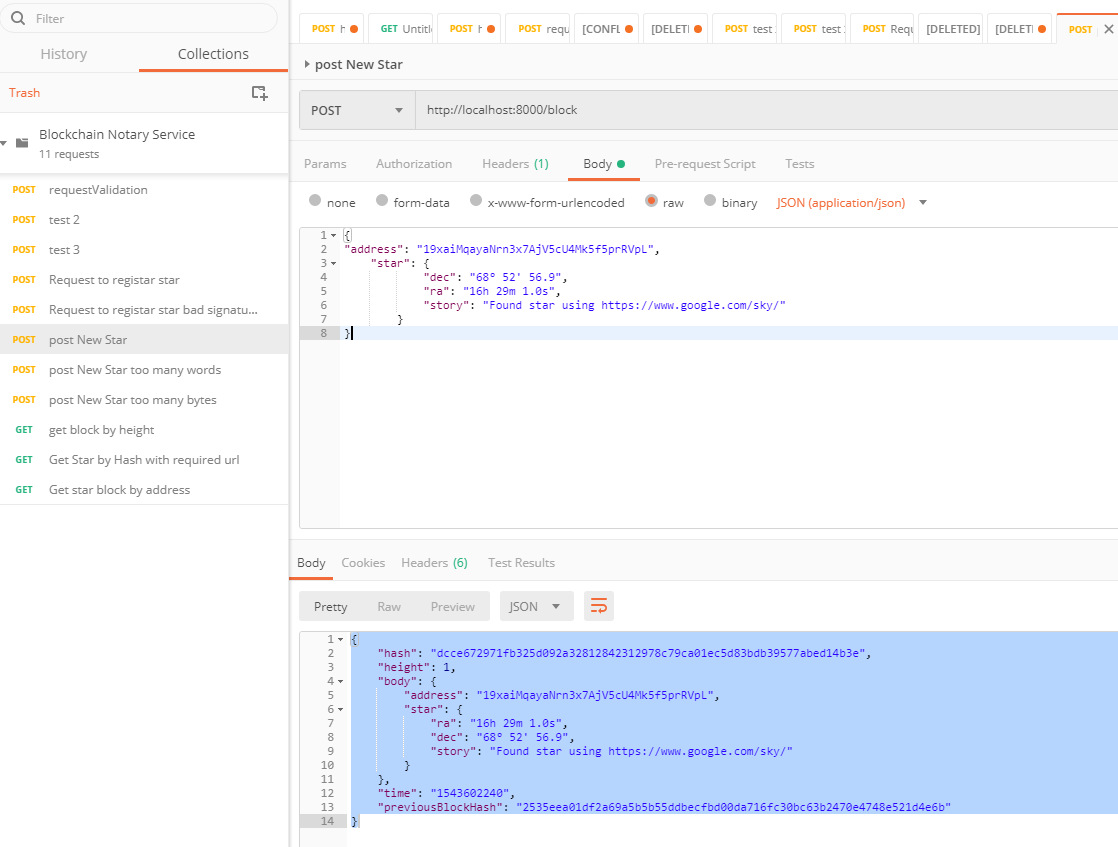 Filter
History Collections
Trash
Blockchain Notary Service
11 requests
POST requestValidation
POST test 2
POST test 3
POST Request to registar star
POST Request to registar star bad signatu...
POST post New Star
POST post New Star too many words
POST post New Star too many bytes
GET get block by height
GET Get Star by Hash with required url
GET Get star block by address
POST GET Untitl POST POST requ [CONFL [DELETI POST test POST test POST Requ [DELETED] [DELETI POST
post New Star
POST http://localhost:8000/block
Params Authorization Headers (1) Body Pre-request Script Tests
none form-data x-www-form-urlencoded raw binary JSON (application/json)
1 {
2 "address": "19xaiMqayaNrn3x7AjV5cU4Mk5f5prRVpL",
3 "star": {
4 "dec": "68° 52' 56.9",
5 "ra": "16h 29m 1.0s",
6 "story": "Found star using https://www.google.com/sky/"
7 }
8 }
Body Cookies Headers (6) Test Results
Pretty Raw Preview JSON
1 {
2 "hash": "dcce672971fb325d092a32812842312978c79ca01ec5d83bdb39577abed14b3e",
3 "height": 1,
4 "body": {
5 "address": "19xaiMqayaNrn3x7AjV5cU4Mk5f5prRVpL",
6 "star": {
7 "ra": "16h 29m 1.0s",
8 "dec": "68° 52' 56.9",
9 "story": "Found star using https://www.google.com/sky/"
10 }
11 },
12 "time": "1543602240",
13 "previousBlockHash": "2535eea01df2a69a5b5b55ddbecfbd00da716fc30bc63b2470e4748e521d4e6b"
14 }